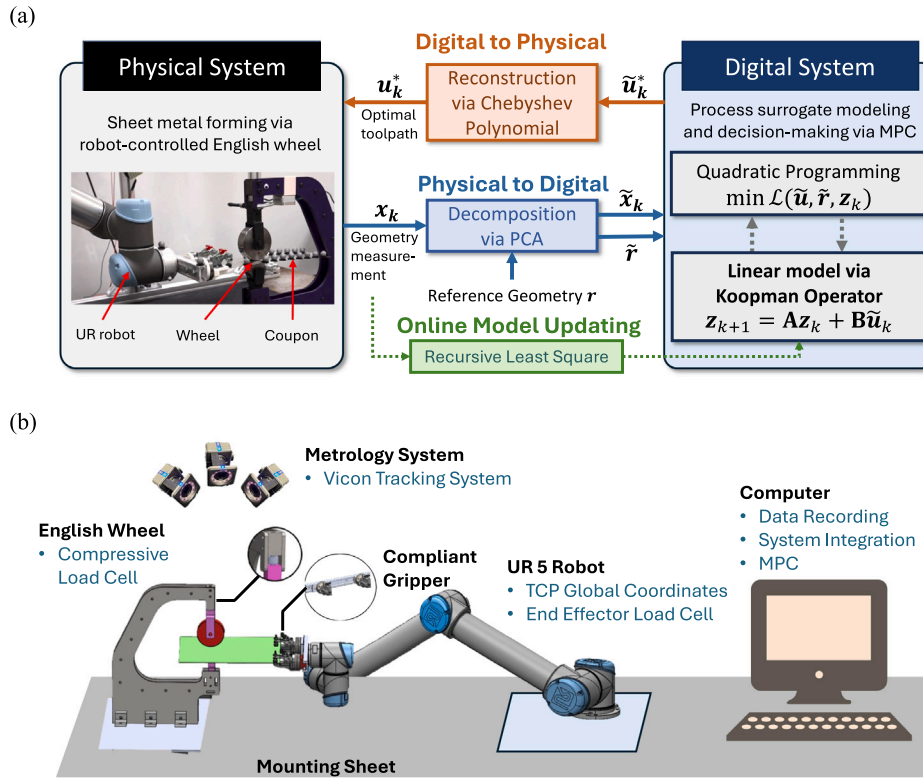 (a)
Physical System
Sheet metal forming via
robot-controlled English wheel
UR robot
Wheel
Coupon
Digital to Physical
u*k
Optimal
toolpath
Reconstruction
via Chebyshev
Polynomial
ũ*k
Physical to Digital
xk
Geometry
measure-
ment
Decomposition
via PCA
x̃k
r̃
Reference Geometry r
Online Model Updating
Recursive Least Square
Digital System
Process surrogate modeling
and decision-making via MPC
Quadratic Programming
min ℒ(ũ, r̃, zk)
Linear model via
Koopman Operator
zk+1 = Azk + Bũk
(b)
Metrology System
• Vicon Tracking System
English Wheel
• Compressive
Load Cell
Compliant
Gripper
UR 5 Robot
• TCP Global Coordinates
• End Effector Load Cell
Computer
• Data Recording
• System Integration
• MPC
Mounting Sheet